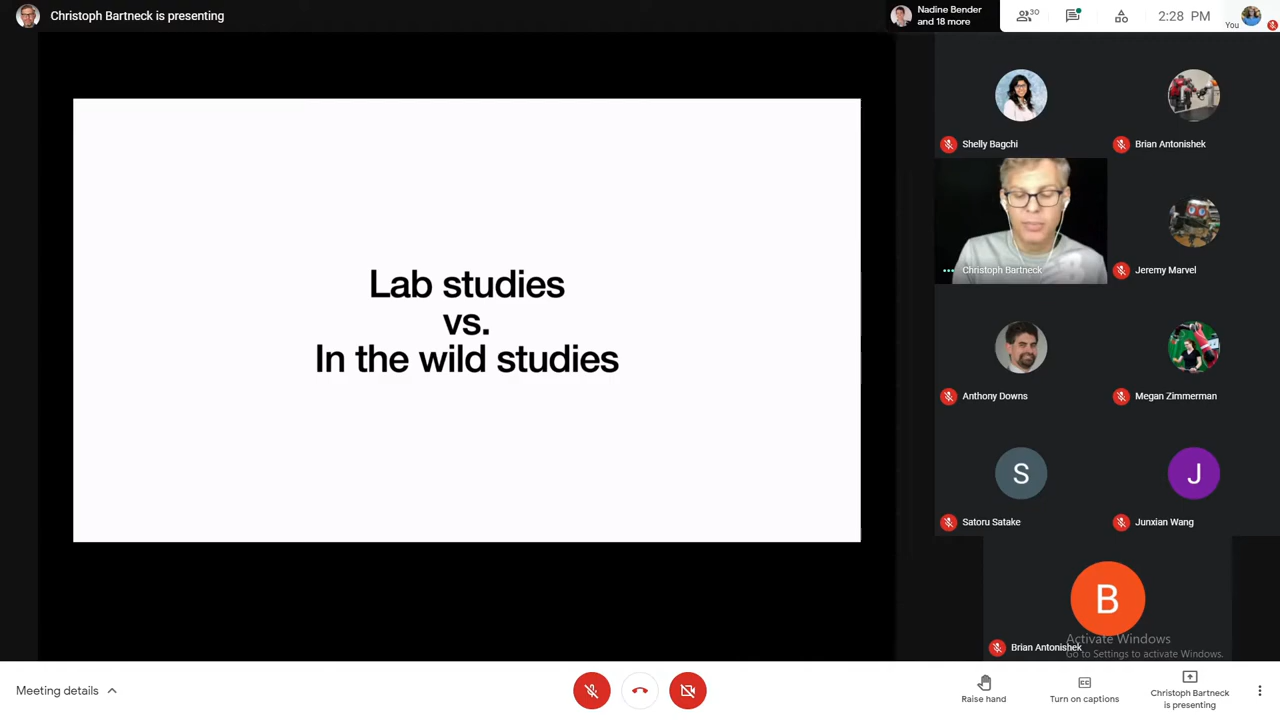 Christoph Bartneck is presenting
Nadine Bender
and 18 more
30
2:28 PM
You
Lab studies
vs.
In the wild studies
Shelly Bagchi
Brian Antonishek
Christoph Bartneck
Jeremy Marvel
Anthony Downs
Megan Zimmerman
S
J
Satoru Satake
Junxian Wang
B
Brian Antonishek
Activate Windows
Go to Settings to activate Windows.
Meeting details
Raise hand
Turn on captions
Christoph Bartneck
is presenting